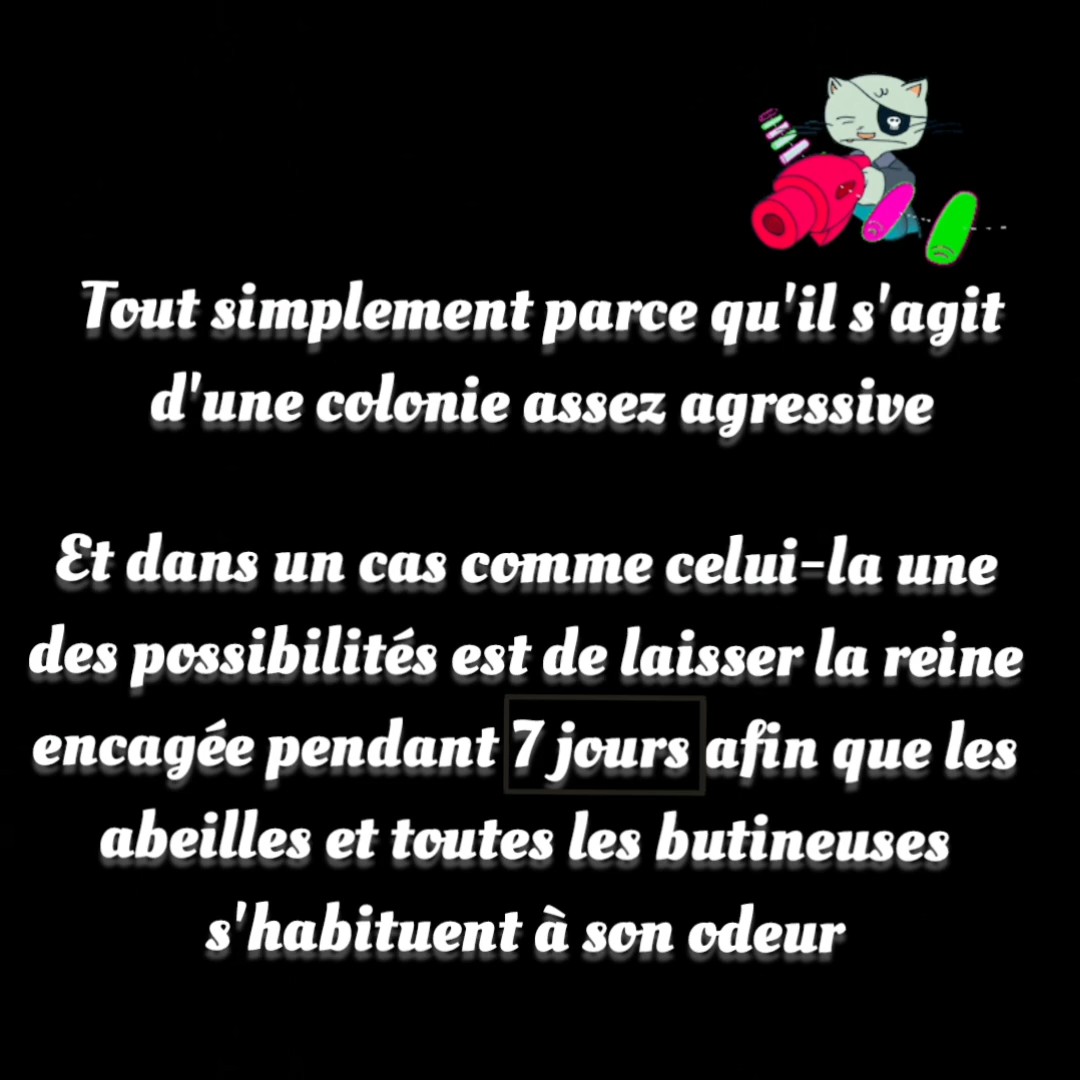 Tout simplement parce qu'il s'agit
d'une colonie assez agressive
Et dans un cas comme celui-la une
des possibilités est de laisser la reine
encagée pendant 7 jours afin que les
abeilles et toutes les butineuses
s'habituent à son odeur